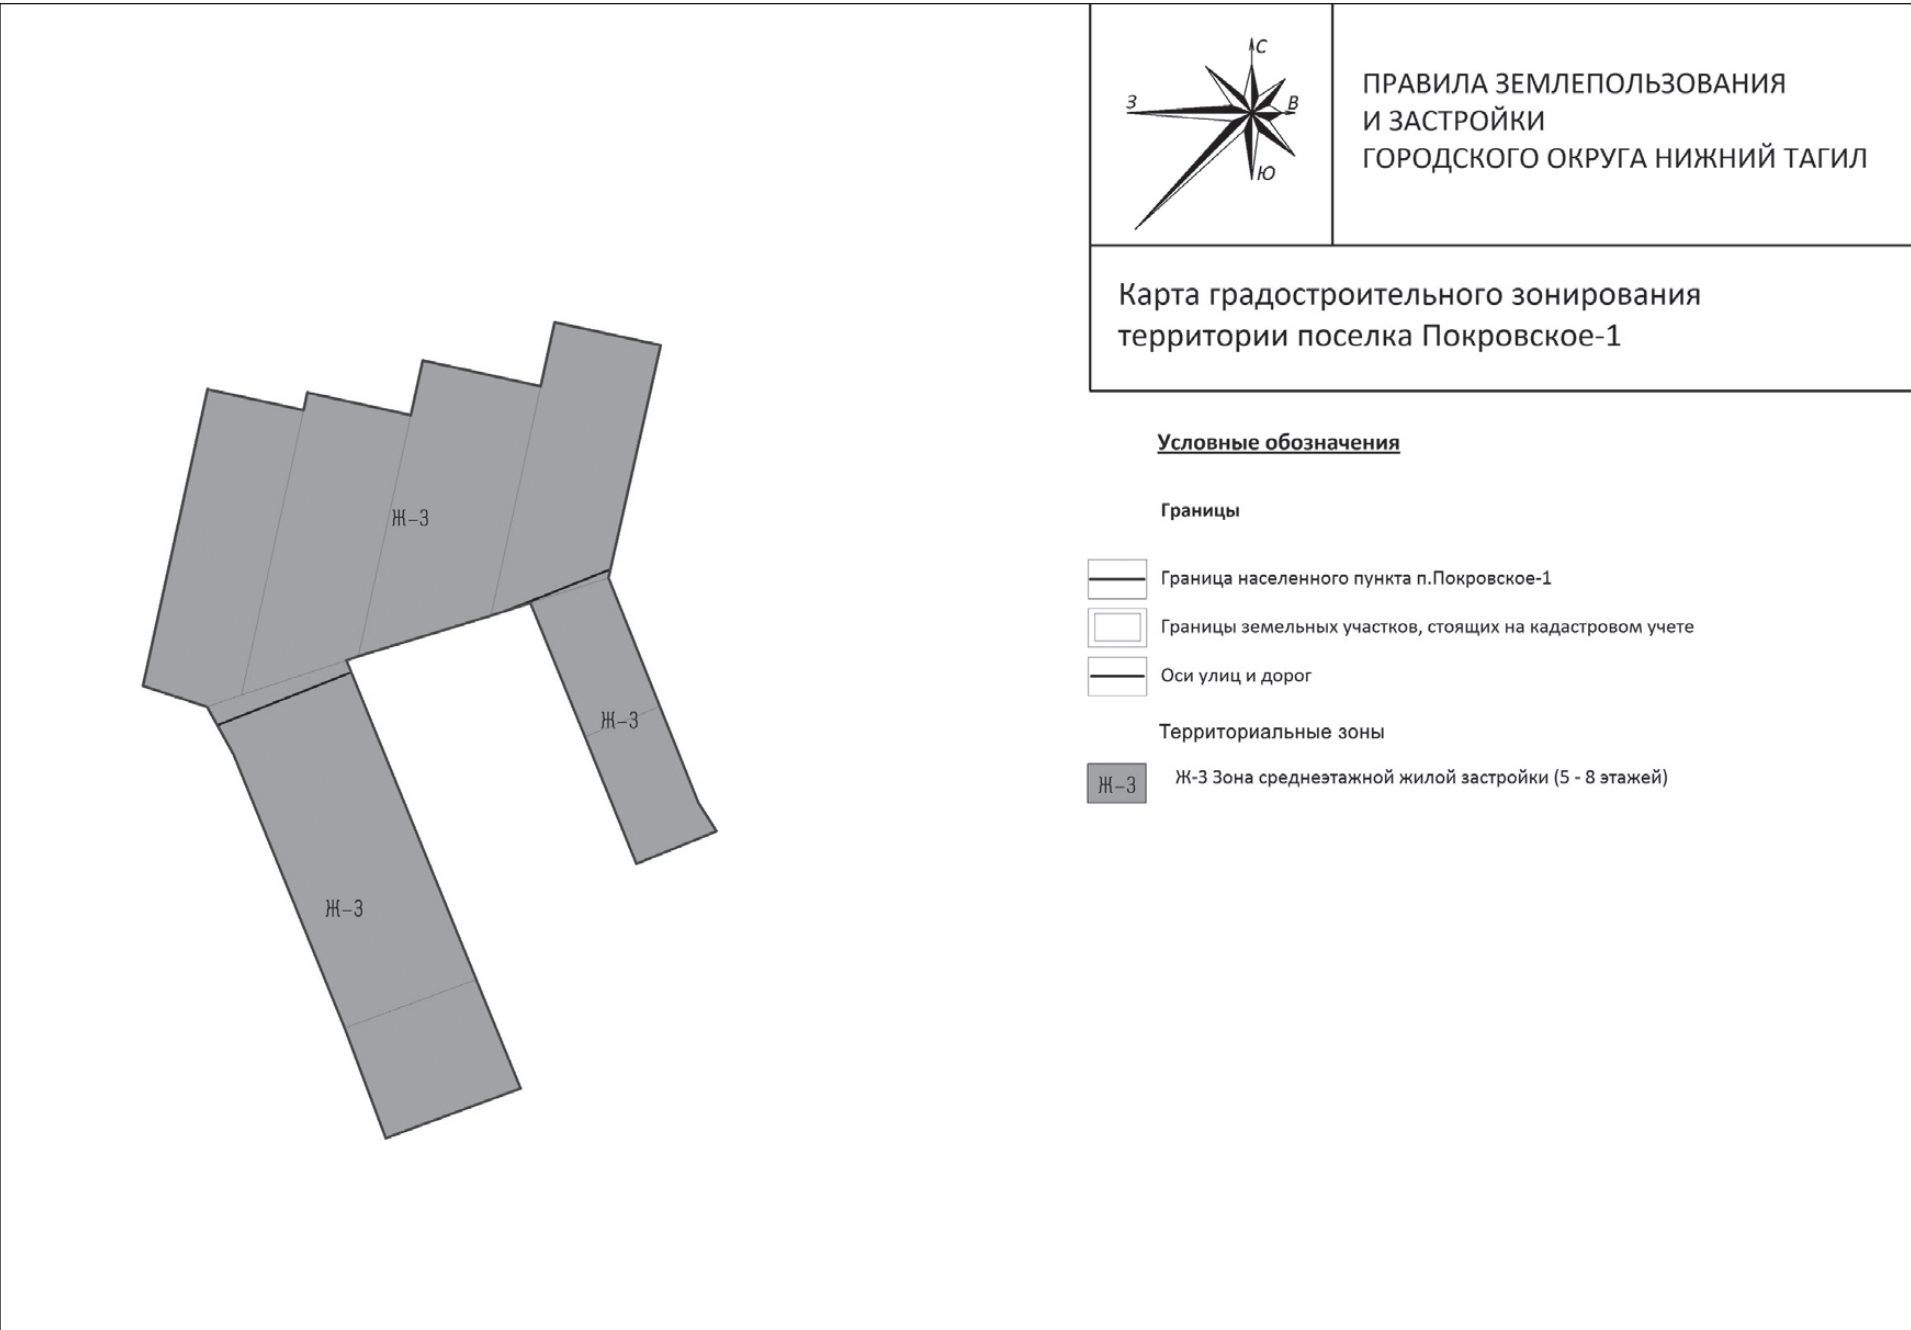 С
З
В
Ю
ПРАВИЛА ЗЕМЛЕПОЛЬЗОВАНИЯ
И ЗАСТРОЙКИ
ГОРОДСКОГО ОКРУГА НИЖНИЙ ТАГИЛ
Карта градостроительного зонирования
территории поселка Покровское-1
Условные обозначения
Границы
Граница населенного пункта п.Покровское-1
Границы земельных участков, стоящих на кадастровом учете
Оси улиц и дорог
Территориальные зоны
Ж-3
Ж-3 Зона среднеэтажной жилой застройки (5 - 8 этажей)
Ж-3
Ж-3
Ж-3